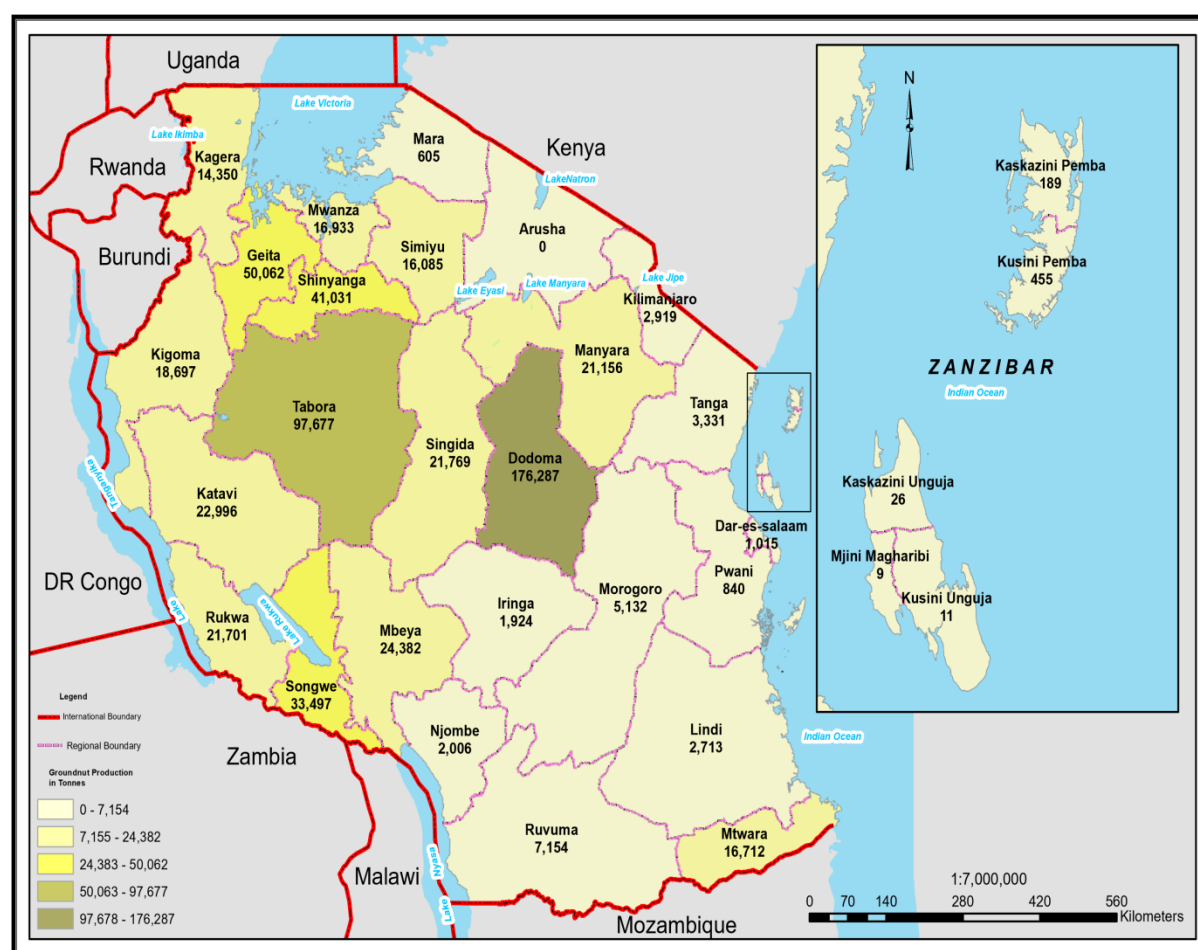 Uganda
Lake Victoria
Lake Ikimba
Mara
605
Kenya
Kagera
14,350
Rwanda
LakeNatron
Mwanza
16,933
Arusha
0
Burundi
Geita
50,062
Simiyu
16,085
Shinyanga
41,031
Lake Eyasi
Lake Manyara
Lake Jipe
Kilimanjaro
2,919
Kigoma
18,697
Manyara
21,156
Tabora
97,677
Tanga
3,331
Singida
21,769
Dodoma
176,287
Katavi
22,996
Lake Tanganyika
Dar-es-salaam
1,015
Pwani
840
DR Congo
Morogoro
5,132
Iringa
1,924
Rukwa
21,701
Lake Rukwa
Mbeya
24,382
Songwe
33,497
Njombe
2,006
Lindi
2,713
Indian Ocean
Zambia
Ruvuma
7,154
Mtwara
16,712
Malawi
Lake Nyasa
Mozambique
N
Kaskazini Pemba
189
Kusini Pemba
455
ZANZIBAR
Indian Ocean
Kaskazini Unguja
26
Mjini Magharibi
9
Kusini Unguja
11
Legend
International Boundary
Regional Boundary
Groundnut Production
in Tonnes
0 - 7,154
7,155 - 24,382
24,383 - 50,062
50,063 - 97,677
97,678 - 176,287
1:7,000,000
0 70 140 280 420 560
Kilometers